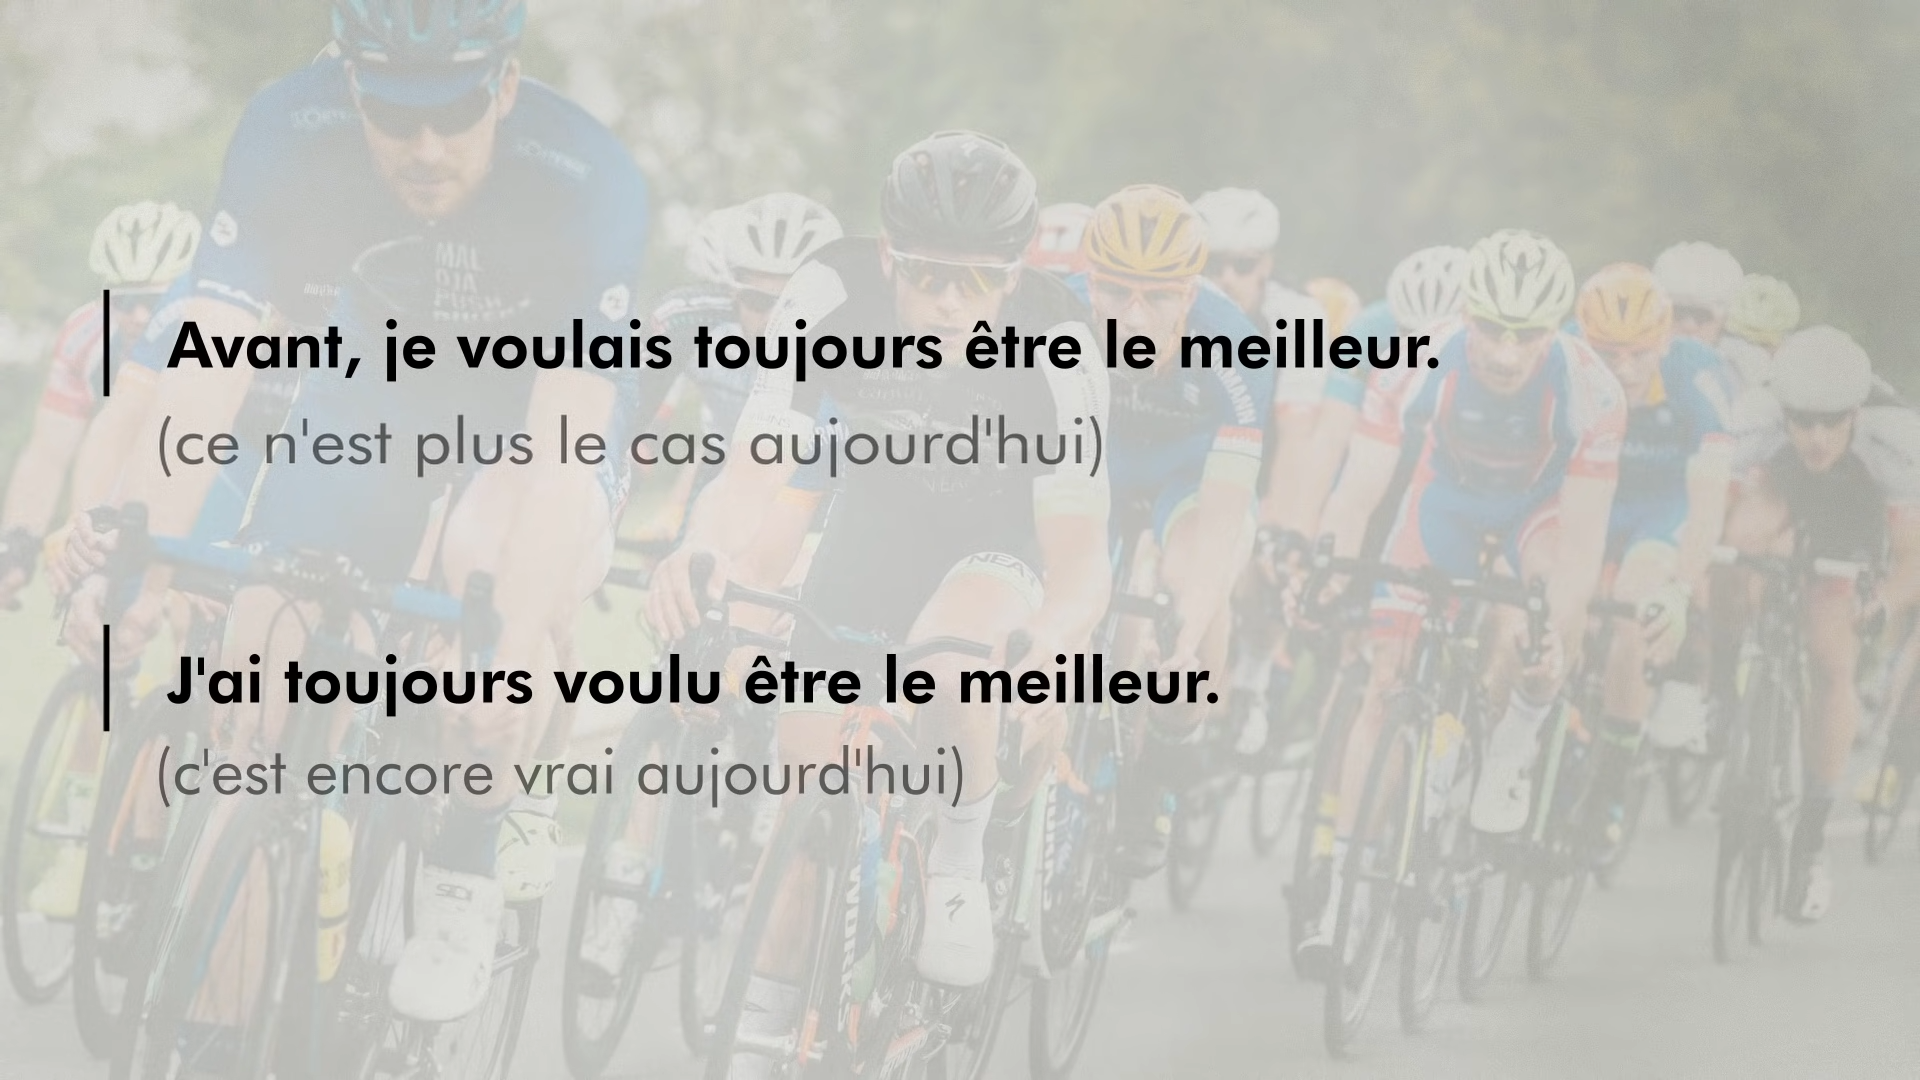 Avant, je voulais toujours être le meilleur.
(ce n'est plus le cas aujourd'hui)
J'ai toujours voulu être le meilleur.
(c'est encore vrai aujourd'hui)